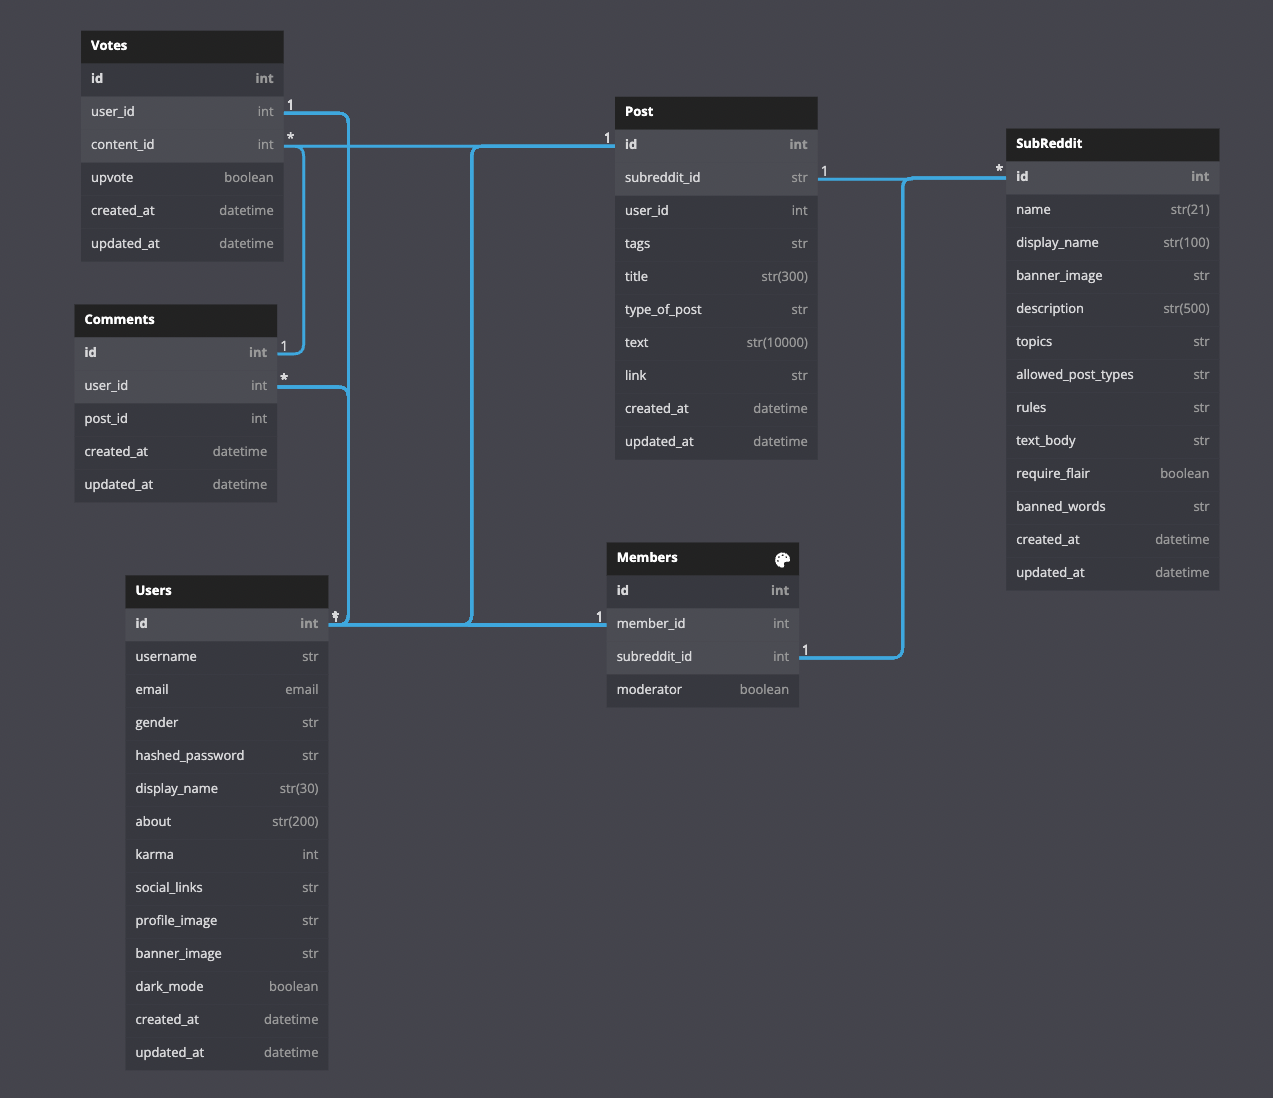 Votes
id int
user_id int
content_id int
upvote boolean
created_at datetime
updated_at datetime
1
*
Comments
id int
user_id int
post_id int
created_at datetime
updated_at datetime
1
*
Users
id int
username str
email email
gender str
hashed_password str
display_name str(30)
about str(200)
karma int
social_links str
profile_image str
banner_image str
dark_mode boolean
created_at datetime
updated_at datetime
*
1
Post
id int
subreddit_id str
user_id int
tags str
title str(300)
type_of_post str
text str(10000)
link str
created_at datetime
updated_at datetime
1
1
Members
id int
member_id int
subreddit_id int
moderator boolean
1
1
SubReddit
id int
name str(21)
display_name str(100)
banner_image str
description str(500)
topics str
allowed_post_types str
rules str
text_body str
require_flair boolean
banned_words str
created_at datetime
updated_at datetime
*